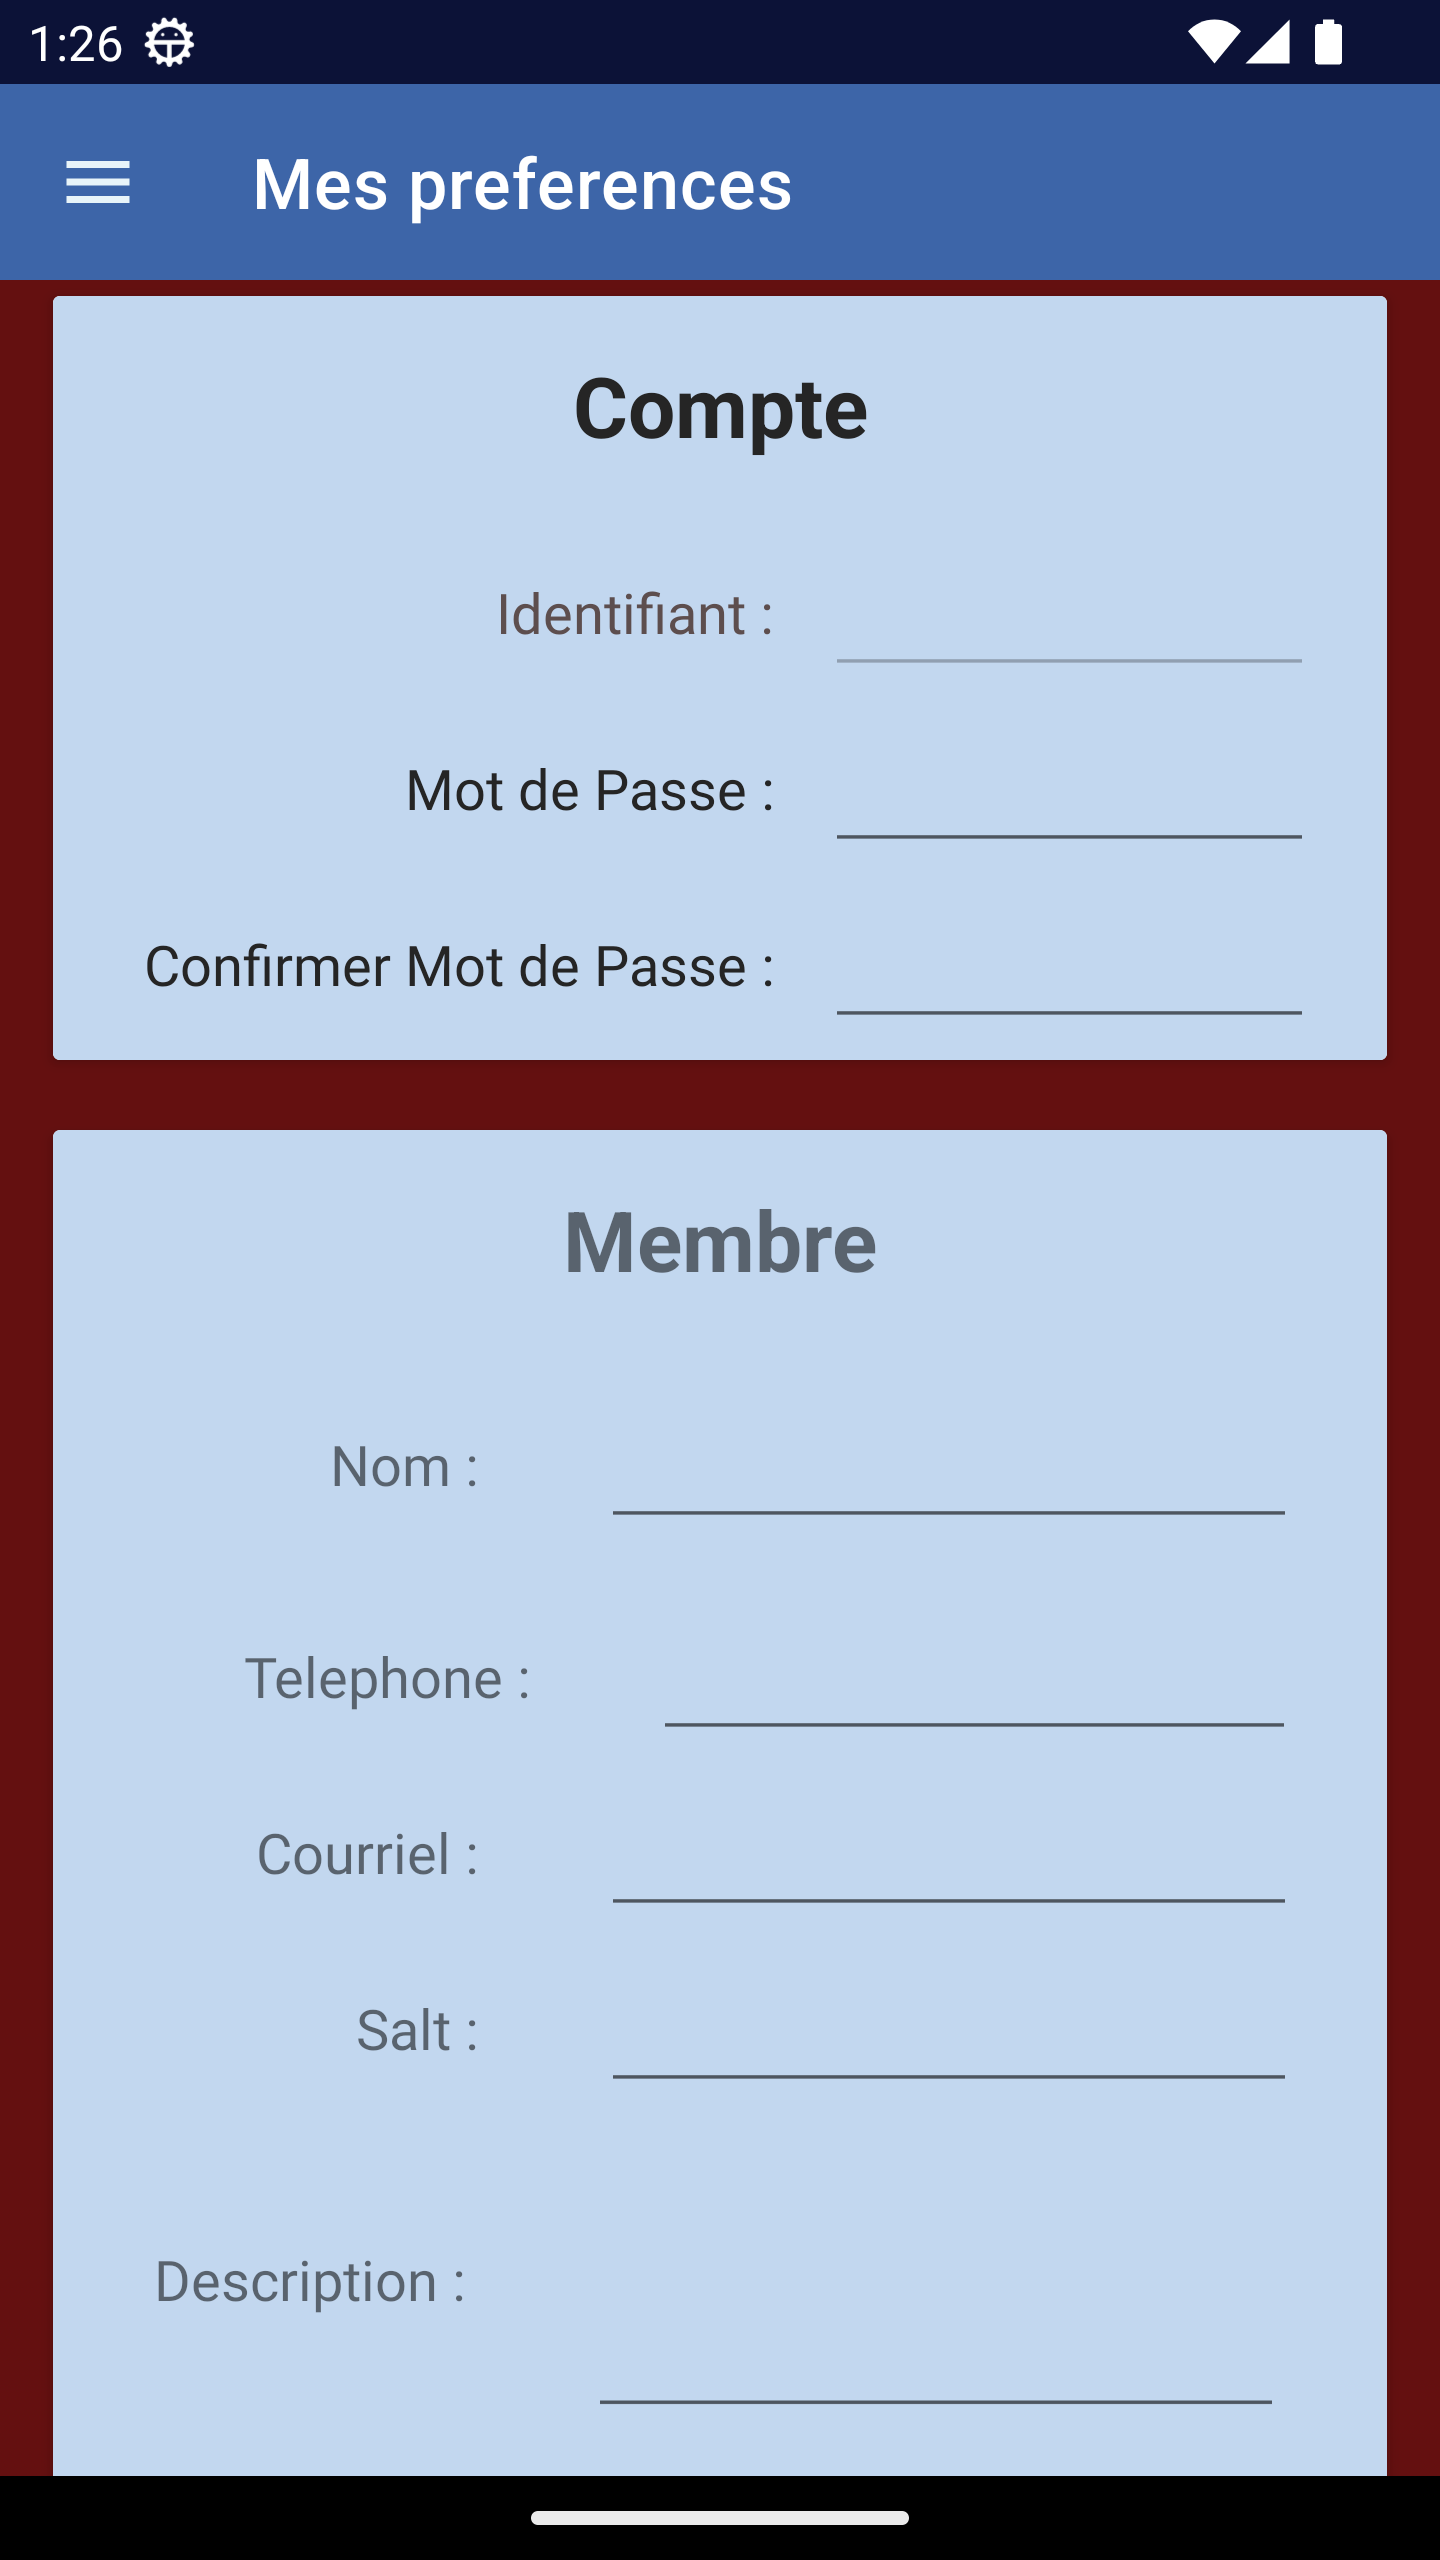 1:26
Mes preferences
Compte
Identifiant :
Mot de Passe :
Confirmer Mot de Passe :
Membre
Nom :
Telephone :
Courriel :
Salt :
Description :